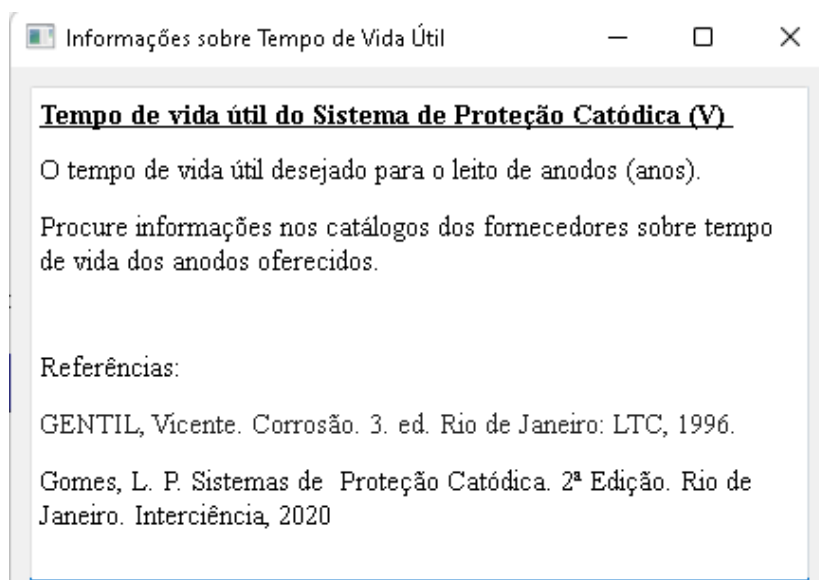 Informações sobre Tempo de Vida Útil
Tempo de vida útil do Sistema de Proteção Catódica (V)
O tempo de vida útil desejado para o leito de anodos (anos).
Procure informações nos catálogos dos fornecedores sobre tempo
de vida dos anodos oferecidos.
Referências:
GENTIL, Vicente. Corrosão. 3. ed. Rio de Janeiro: LTC, 1996.
Gomes, L. P. Sistemas de  Proteção Catódica. 2ª Edição. Rio de
Janeiro. Interciência, 2020